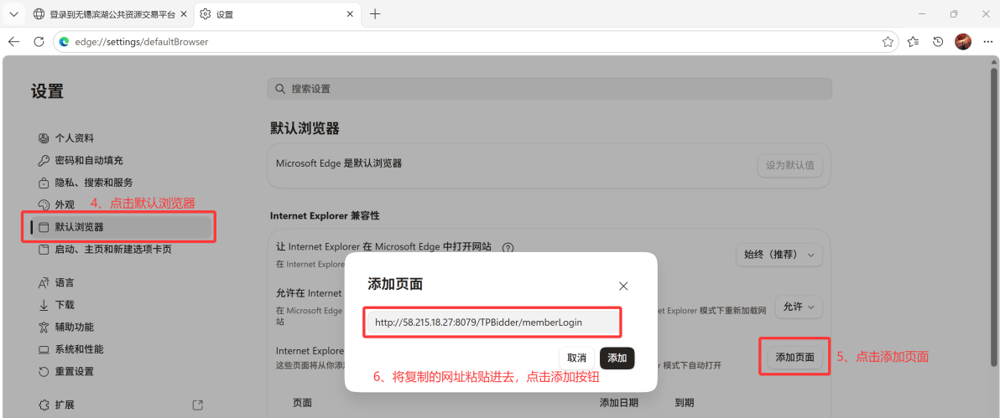 登录到无锡滨湖公共资源交易平台
设置
edge://settings/defaultBrowser
设置
搜索设置
个人资料
密码和自动填充
隐私、搜索和服务
外观
4、点击默认浏览器
默认浏览器
启动、主页和新建选项卡页
语言
下载
辅助功能
系统和性能
重置设置
扩展
默认浏览器
Microsoft Edge 是默认浏览器
设为默认值
Internet Explorer 兼容性
让 Internet Explorer 在 Microsoft Edge 中打开网站
在 Internet Explore
始终（推荐）
允许在 Internet
在 Microsoft Edge
et Explorer 模式下重新加载网
站
允许
Internet Explore
这些页面将从你添
r 模式下自动打开
添加页面
5、点击添加页面
添加页面
http://58.215.18.27:8079/TPBidder/memberLogin
取消
添加
6、将复制的网址粘贴进去，点击添加按钮
页面
添加日期
到期